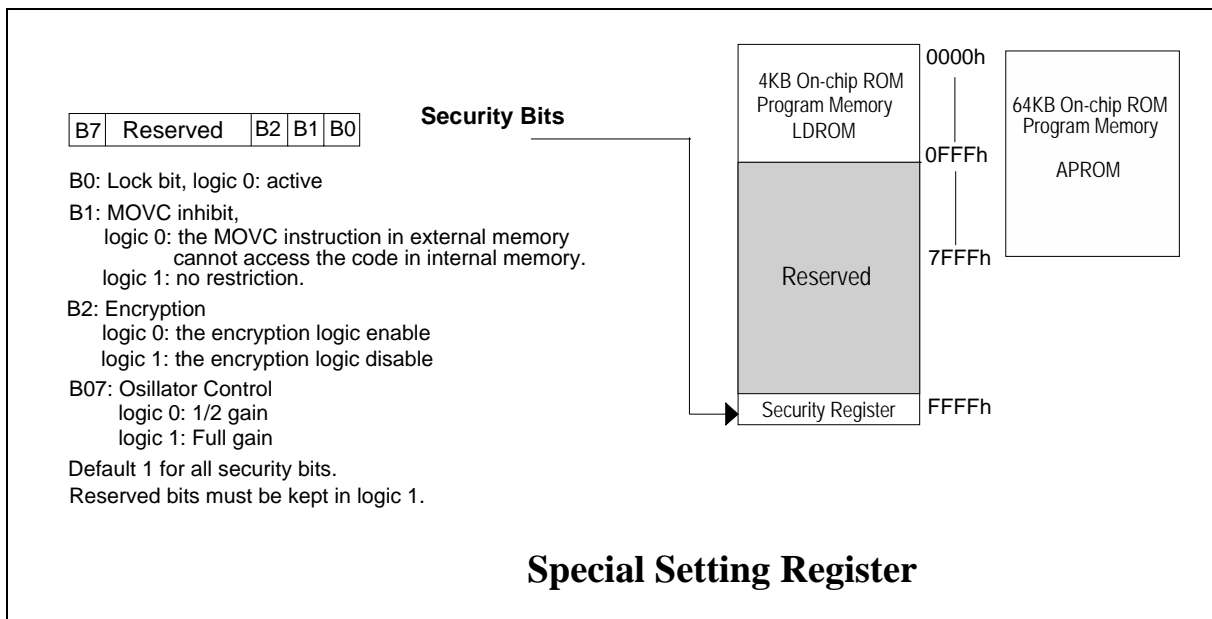 B7 Reserved B2 B1 B0
Security Bits
B0: Lock bit, logic 0: active
B1: MOVC inhibit,
logic 0: the MOVC instruction in external memory
cannot access the code in internal memory.
logic 1: no restriction.
B2: Encryption
logic 0: the encryption logic enable
logic 1: the encryption logic disable
B07: Osillator Control
logic 0: 1/2 gain
logic 1: Full gain
Default 1 for all security bits.
Reserved bits must be kept in logic 1.
4KB On-chip ROM
Program Memory
LDROM
Reserved
Security Register
0000h
0FFFh
7FFFh
FFFFh
64KB On-chip ROM
Program Memory
APROM
Special Setting Register